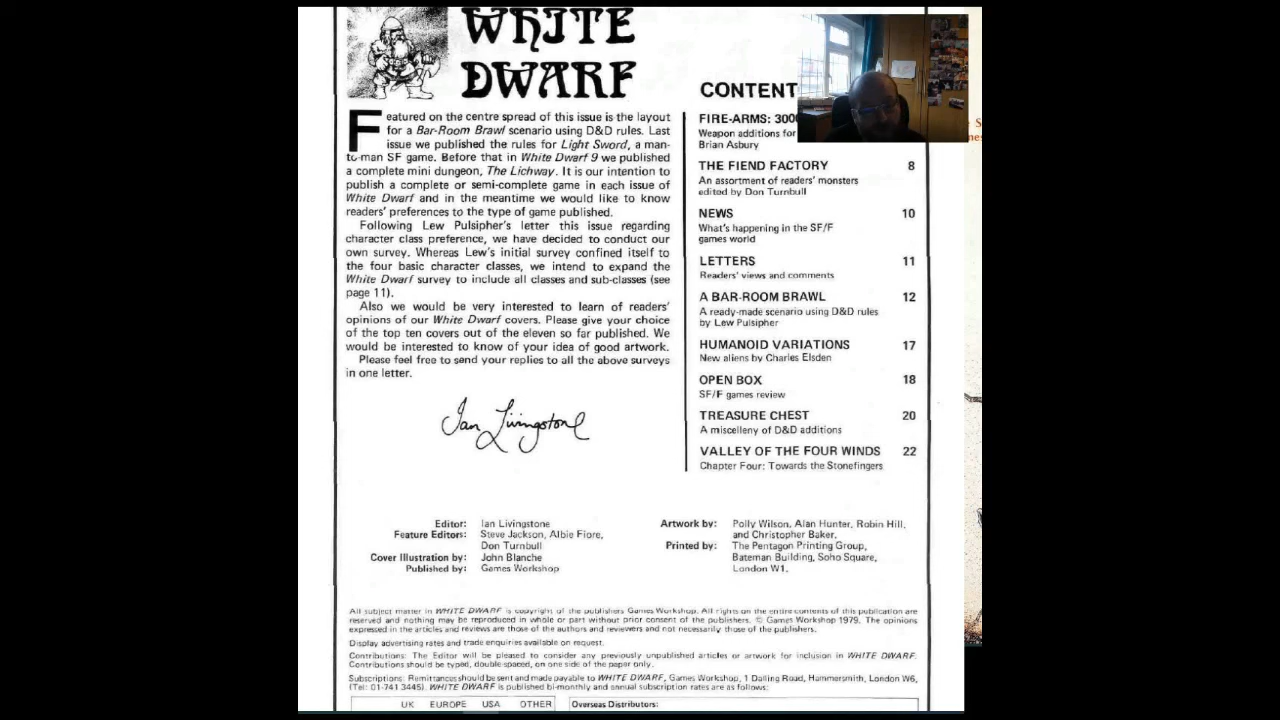 WHITE
DWARF
Featured on the centre spread of this issue is the layout
for a Bar-Room Brawl scenario using D&D rules. Last
issue we published the rules for Light Sword, a man-
to-man SF game. Before that in White Dwarf 9 we published
a complete mini dungeon, The Lichway. It is our intention to
publish a complete or semi-complete game in each issue of
White Dwarf and in the meantime we would like to know
readers' preferences to the type of game published.
Following Lew Pulsipher's letter this issue regarding
character class preference, we have decided to conduct our
own survey. Whereas Lew's initial survey confined itself to
the four basic character classes, we intend to expand the
White Dwarf survey to include all classes and sub-classes (see
page 11).
Also we would be very interested to learn of readers'
opinions of our White Dwarf covers. Please give your choice
of the top ten covers out of the eleven so far published. We
would be interested to know of your idea of good artwork.
Please feel free to send your replies to all the above surveys
in one letter.
Ian Livingstone
CONTENT
FIRE-ARMS: 300
Weapon additions for
Brian Asbury
THE FIEND FACTORY 8
An assortment of readers' monsters
edited by Don Turnbull
NEWS 10
What's happening in the SF/F
games world
LETTERS 11
Readers' views and comments
A BAR-ROOM BRAWL 12
A ready-made scenario using D&D rules
by Lew Pulsipher
HUMANOID VARIATIONS 17
New aliens by Charles Elsden
OPEN BOX 18
SF/F games review
TREASURE CHEST 20
A miscelleny of D&D additions
VALLEY OF THE FOUR WINDS 22
Chapter Four: Towards the Stonefingers
Editor: Ian Livingstone
Feature Editors: Steve Jackson, Albie Fiore,
Don Turnbull
Cover Illustration by: John Blanche
Published by: Games Workshop
Artwork by: Polly Wilson, Alan Hunter, Robin Hill,
and Christopher Baker.
Printed by: The Pentagon Printing Group,
Bateman Building, Soho Square,
London W1.
All subject matter in WHITE DWARF is copyright of the publishers Games Workshop. All rights on the entire contents of this publication are
reserved and nothing may be reproduced in whole or part without prior consent of the publishers. © Games Workshop 1979. The opinions
expressed in the articles and reviews are those of the authors and reviewers and not necessarily those of the publishers.
Display advertising rates and trade enquiries available on request.
Contributions: The Editor will be pleased to consider any previously unpublished articles or artwork for inclusion in WHITE DWARF.
Contributions should be typed, double-spaced, on one side of the paper only.
Subscriptions: Remittances should be sent and made payable to WHITE DWARF, Games Workshop, 1 Dalling Road, Hammersmith, London W6,
(Tel: 01-741 3445). WHITE DWARF is published bi-monthly and annual subscription rates are as follows:
UK EUROPE USA OTHER
Overseas Distributors: